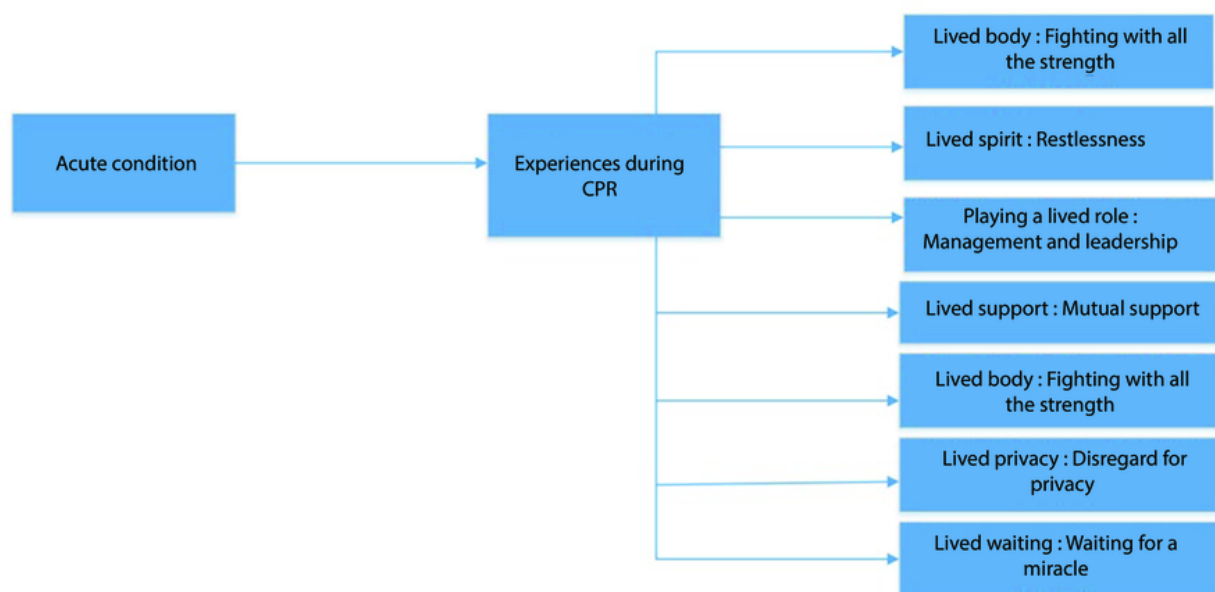 Acute condition
Experiences during
CPR
Lived body : Fighting with all
the strength
Lived spirit : Restlessness
Playing a lived role :
Management and leadership
Lived support : Mutual support
Lived body : Fighting with all
the strength
Lived privacy : Disregard for
privacy
Lived waiting : Waiting for a
miracle